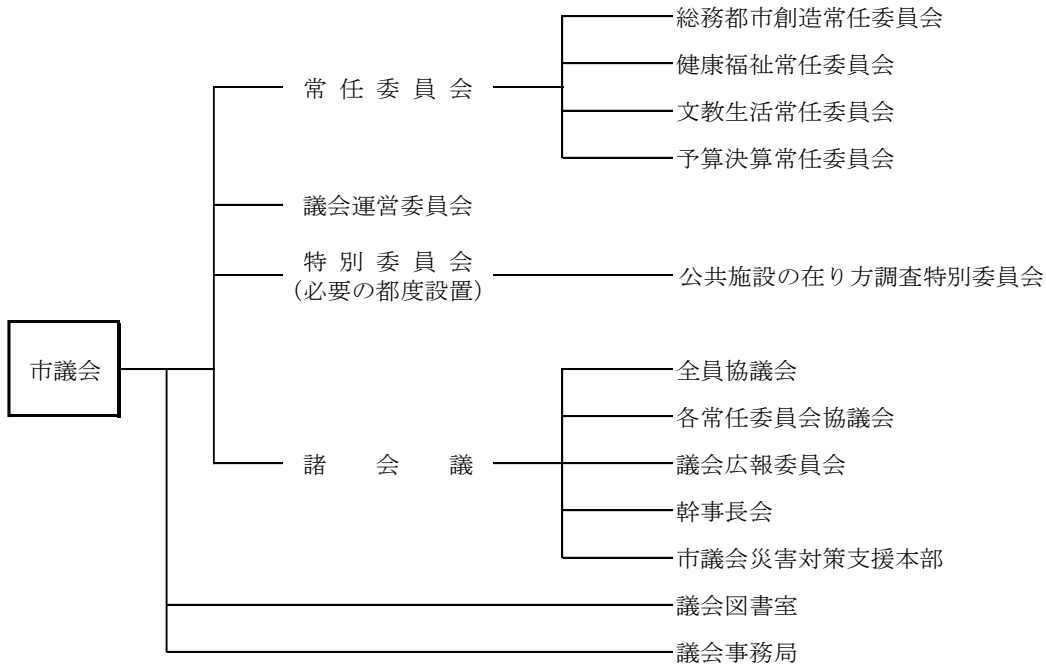 総務都市創造常任委員会
常任委員会
健康福祉常任委員会
文教生活常任委員会
予算決算常任委員会
議会運営委員会
特別委員会
(必要の都度設置)
公共施設の在り方調査特別委員会
市議会
全員協議会
各常任委員会協議会
諸会議
議会広報委員会
幹事長会
市議会災害対策支援本部
議会図書室
議会事務局